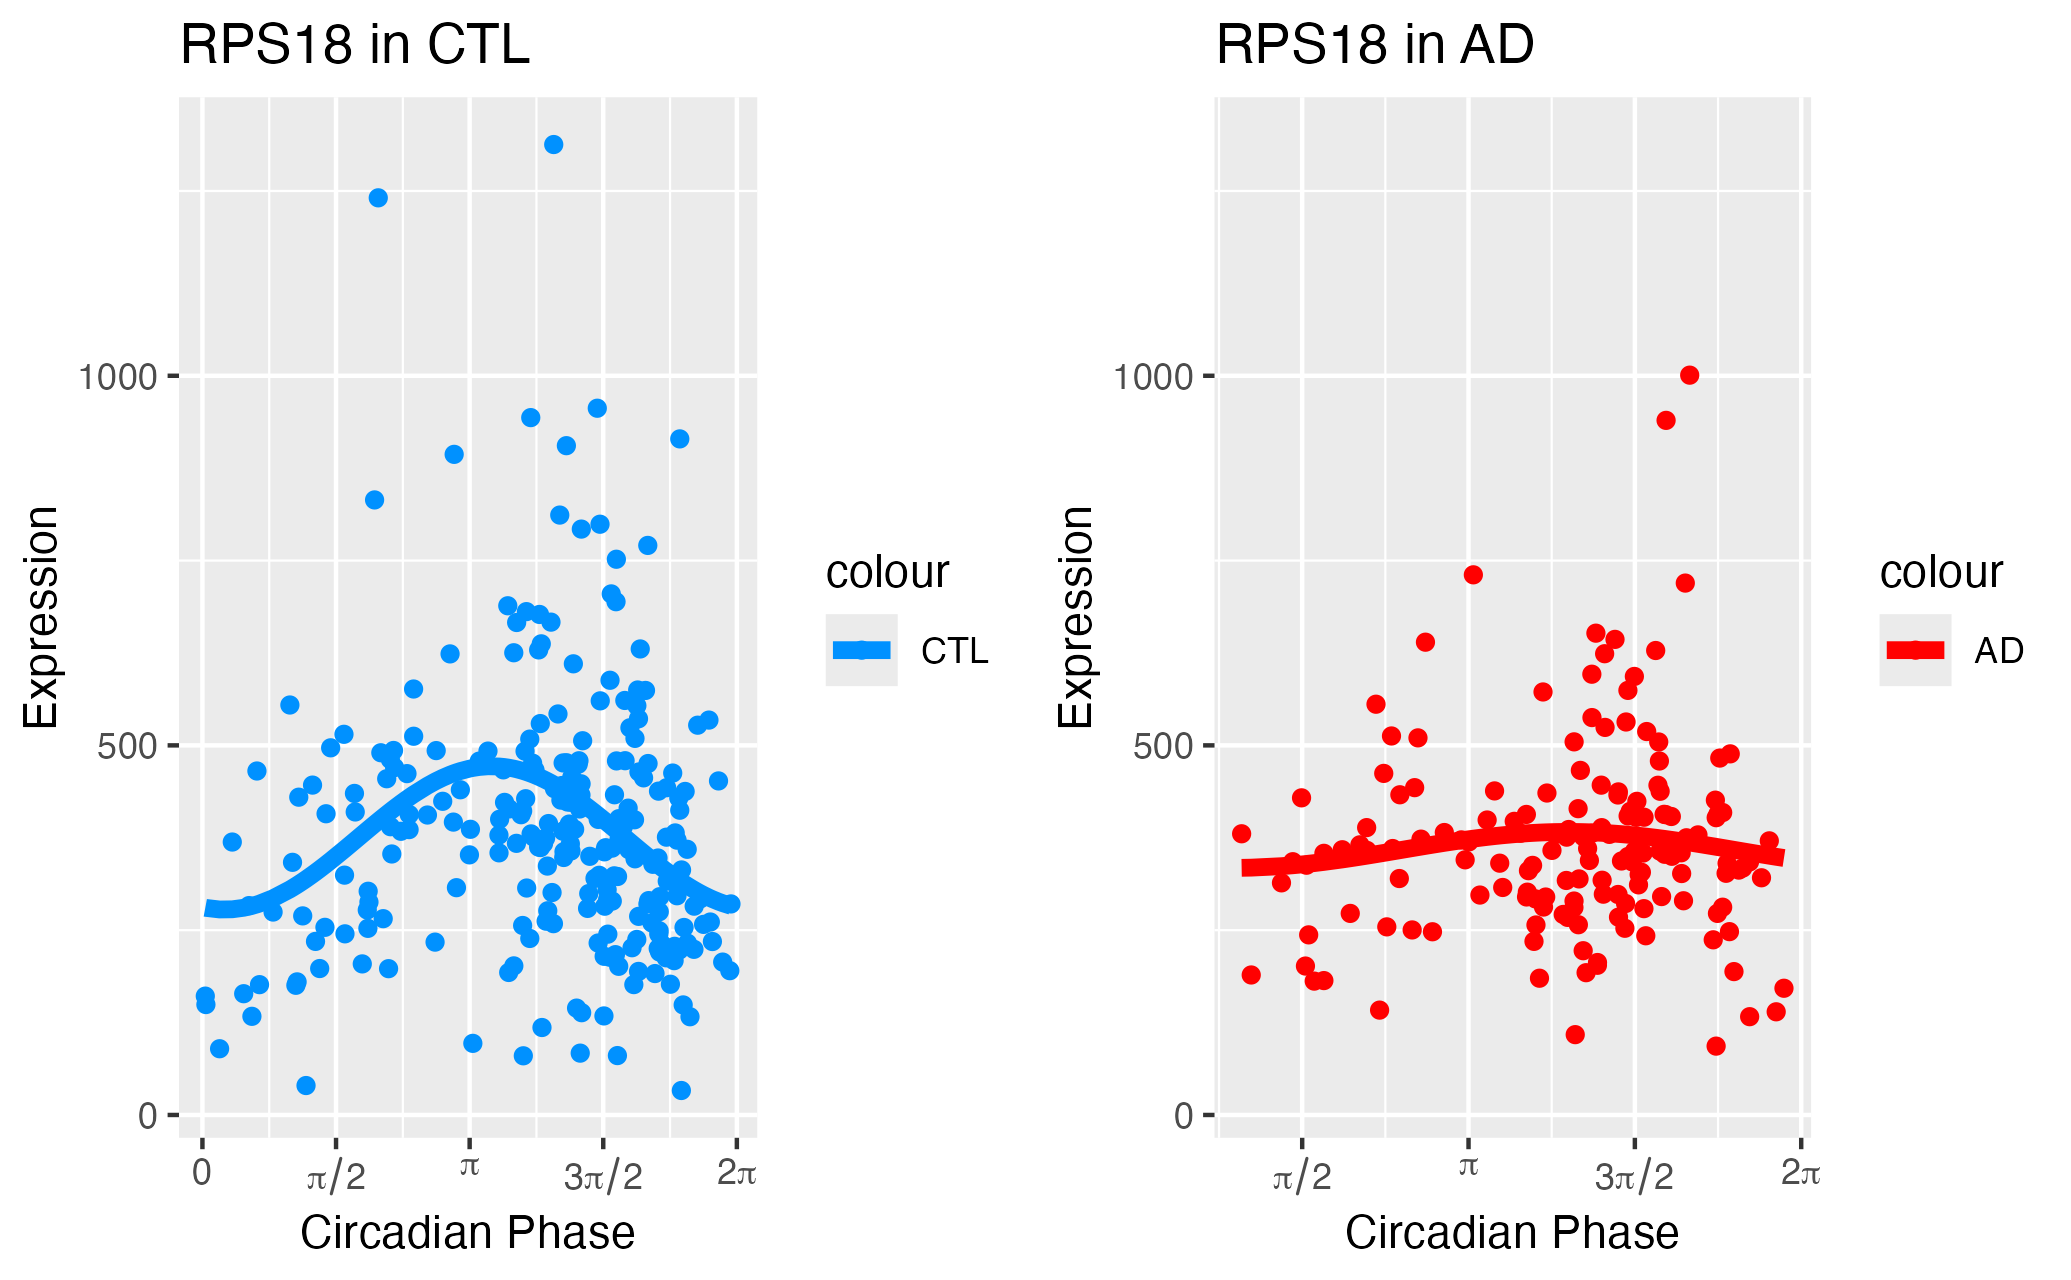 RPS18 in CTL
1000
500
0
Expression
0 π/2 π 3π/2 2π
Circadian Phase
colour
CTL
RPS18 in AD
1000
500
0
Expression
π/2 π 3π/2 2π
Circadian Phase
colour
AD